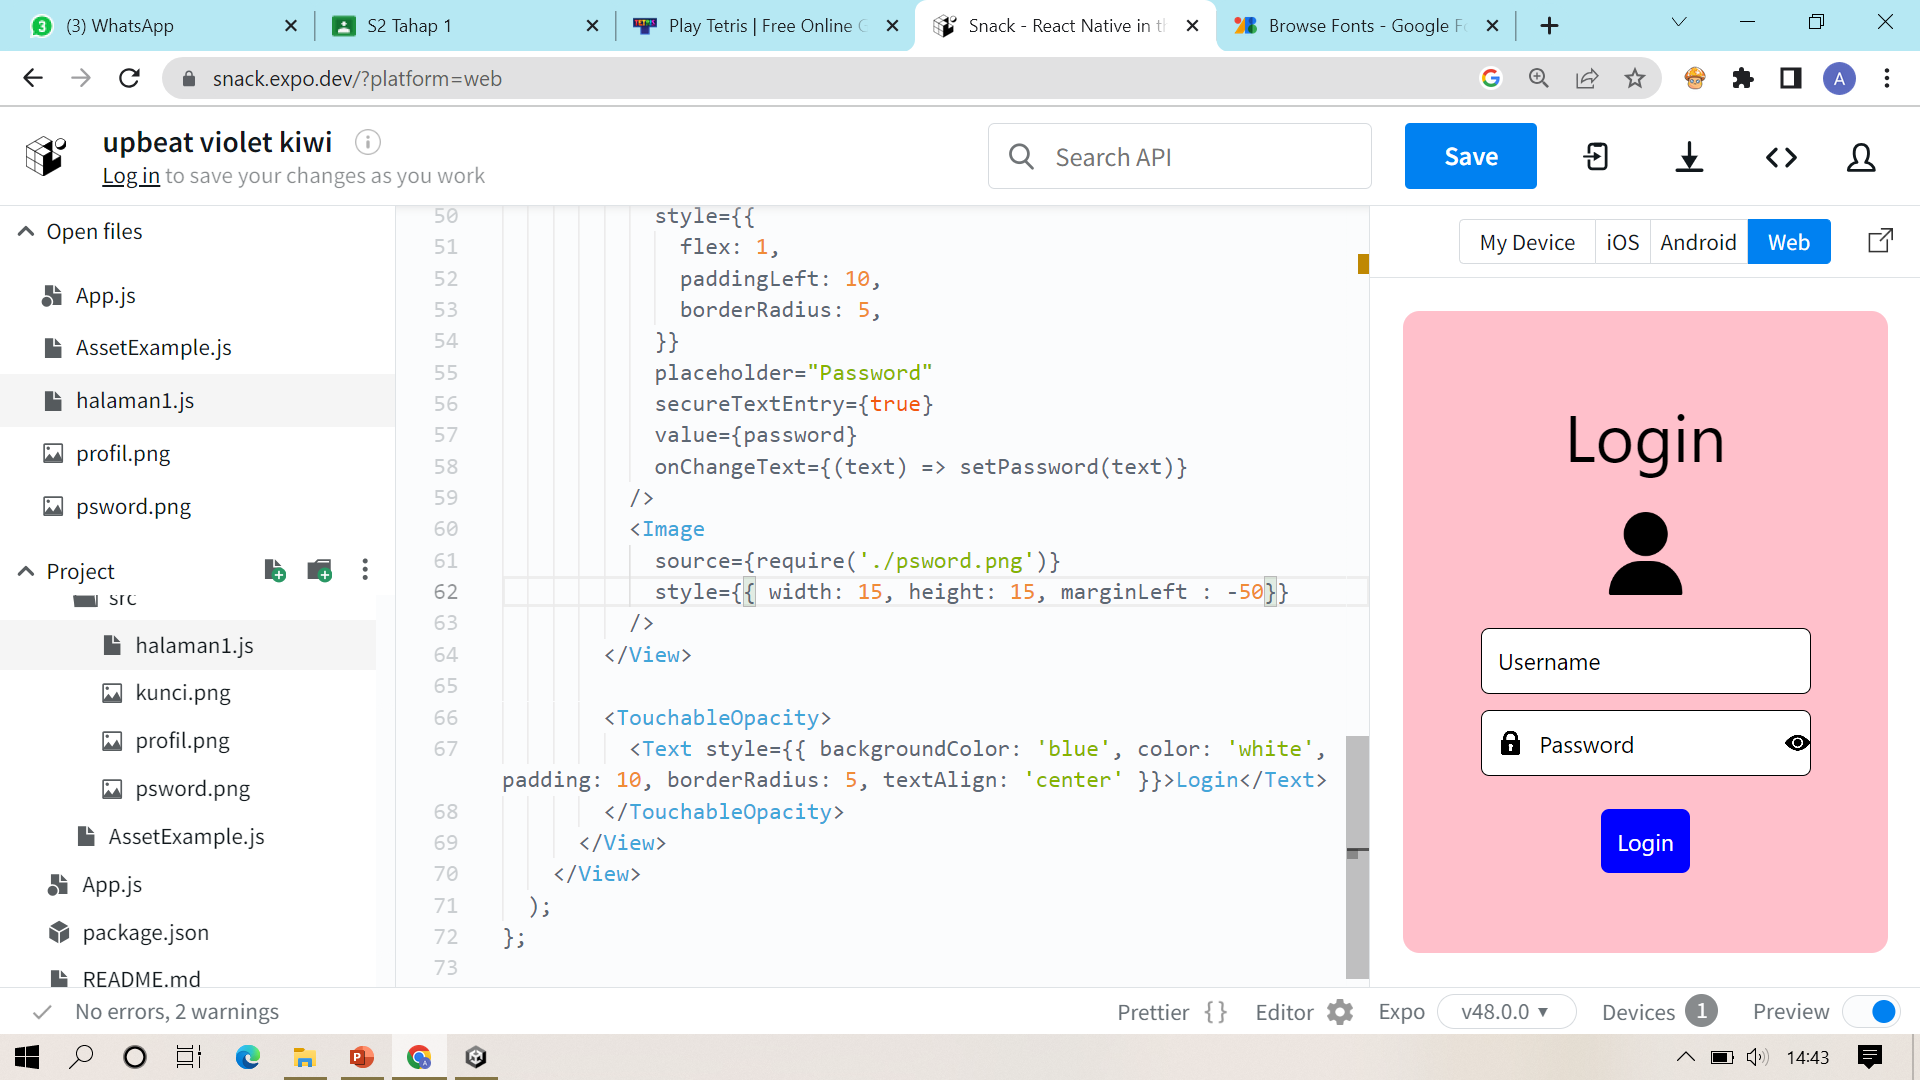 3
(3) WhatsApp
S2 Tahap 1
TETRIS
Play Tetris | Free Online G
Snack - React Native in th
Browse Fonts - Google Fo
snack.expo.dev/?platform=web
A
upbeat violet kiwi
Log in to save your changes as you work
Search API
Save
Open files
App.js
AssetExample.js
halaman1.js
profil.png
psword.png
Project
src
halaman1.js
kunci.png
profil.png
psword.png
AssetExample.js
App.js
package.json
README.md
50 style={{
51 flex: 1,
52 paddingLeft: 10,
53 borderRadius: 5,
54 }}
55 placeholder="Password"
56 secureTextEntry={true}
57 value={password}
58 onChangeText={(text) => setPassword(text)}
59 />
60 <Image
61 source={require('./psword.png')}
62 style={{ width: 15, height: 15, marginLeft : -50}}
63 />
64 </View>
65
66 <TouchableOpacity>
67 <Text style={{ backgroundColor: 'blue', color: 'white',
padding: 10, borderRadius: 5, textAlign: 'center' }}>Login</Text>
68 </TouchableOpacity>
69 </View>
70 </View>
71 );
72 };
73
My Device
iOS
Android
Web
Login
Username
Password
Login
No errors, 2 warnings
Prettier {}
Editor
Expo
v48.0.0
Devices 1
Preview
P
14:43